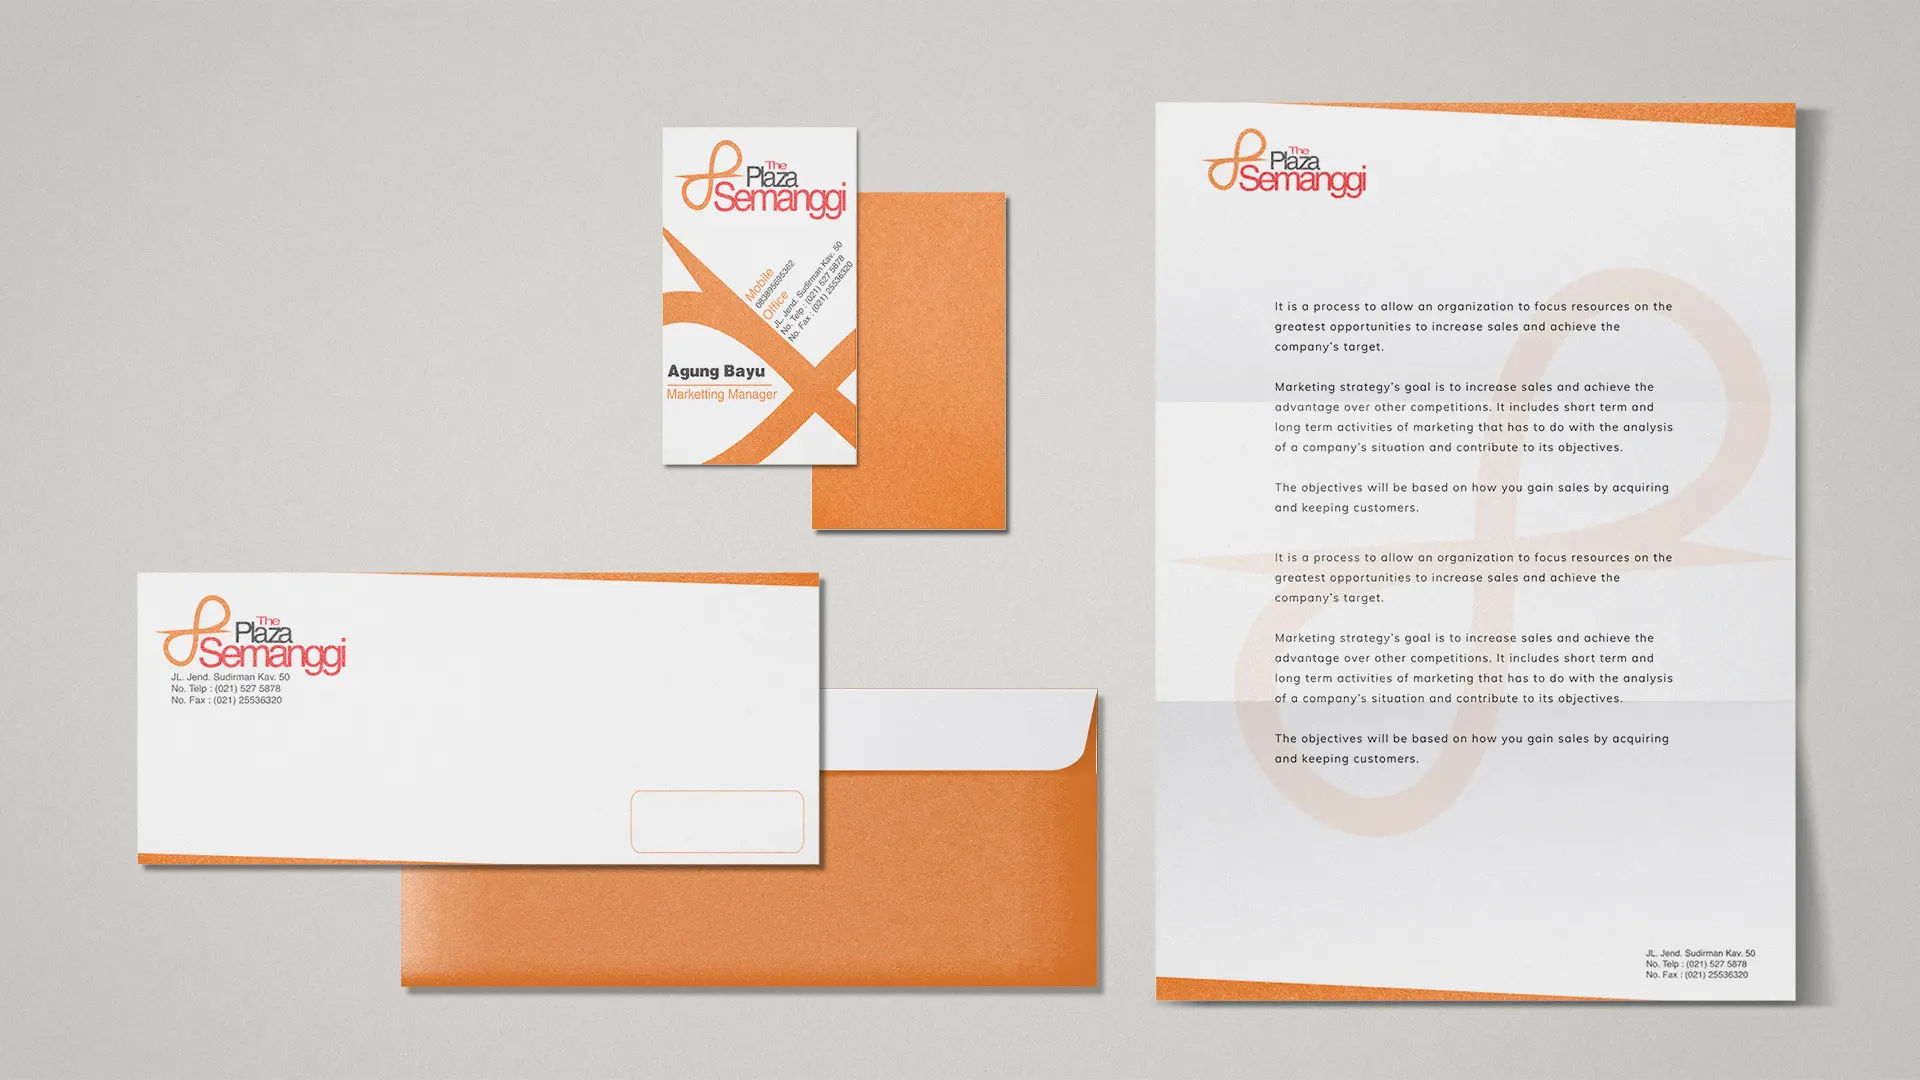 The
Plaza
Semanggi
Mobile
083895695362
Office
JL. Jend. Sudirman Kav. 50
No. Telp : (021) 527 5878
No. Fax : (021) 25536320
Agung Bayu
Marketting Manager
The
Plaza
Semanggi
JL. Jend. Sudirman Kav. 50
No. Telp : (021) 527 5878
No. Fax : (021) 25536320
The
Plaza
Semanggi
It is a process to allow an organization to focus resources on the
greatest opportunities to increase sales and achieve the
company's target.
Marketing strategy's goal is to increase sales and achieve the
advantage over other competitions. It includes short term and
long term activities of marketing that has to do with the analysis
of a company's situation and contribute to its objectives.
The objectives will be based on how you gain sales by acquiring
and keeping customers.
It is a process to allow an organization to focus resources on the
greatest opportunities to increase sales and achieve the
company's target.
Marketing strategy's goal is to increase sales and achieve the
advantage over other competitions. It includes short term and
long term activities of marketing that has to do with the analysis
of a company's situation and contribute to its objectives.
The objectives will be based on how you gain sales by acquiring
and keeping customers.
JL. Jend. Sudirman Kav. 50
No. Telp : (021) 527 5878
No. Fax : (021) 25536320